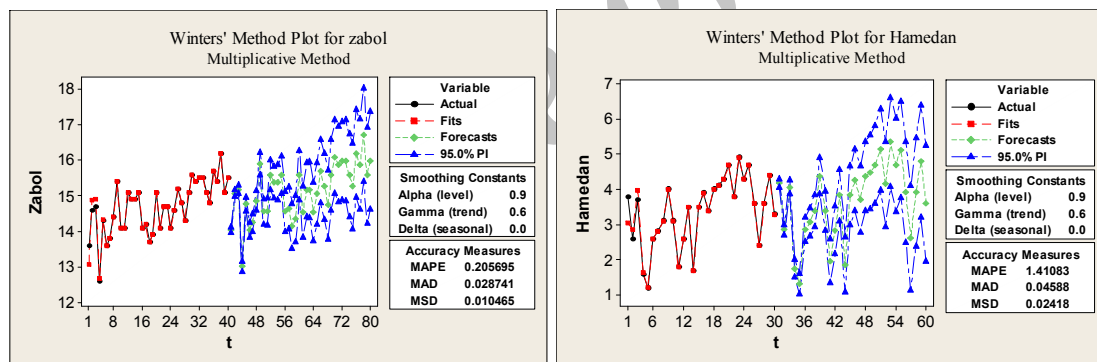 Winters' Method Plot for zabol
Multiplicative Method
Zabol
18
17
16
15
14
13
12
1 8 16 24 32 40 48 56 64 72 80
t
Variable
Actual
Fits
Forecasts
95.0% PI
Smoothing Constants
Alpha (level) 0.9
Gamma (trend) 0.6
Delta (seasonal) 0.0
Accuracy Measures
MAPE 0.205695
MAD 0.028741
MSD 0.010465
Winters' Method Plot for Hamedan
Multiplicative Method
Hamedan
7
6
5
4
3
2
1
1 6 12 18 24 30 36 42 48 54 60
t
Variable
Actual
Fits
Forecasts
95.0% PI
Smoothing Constants
Alpha (level) 0.9
Gamma (trend) 0.6
Delta (seasonal) 0.0
Accuracy Measures
MAPE 1.41083
MAD 0.04588
MSD 0.02418